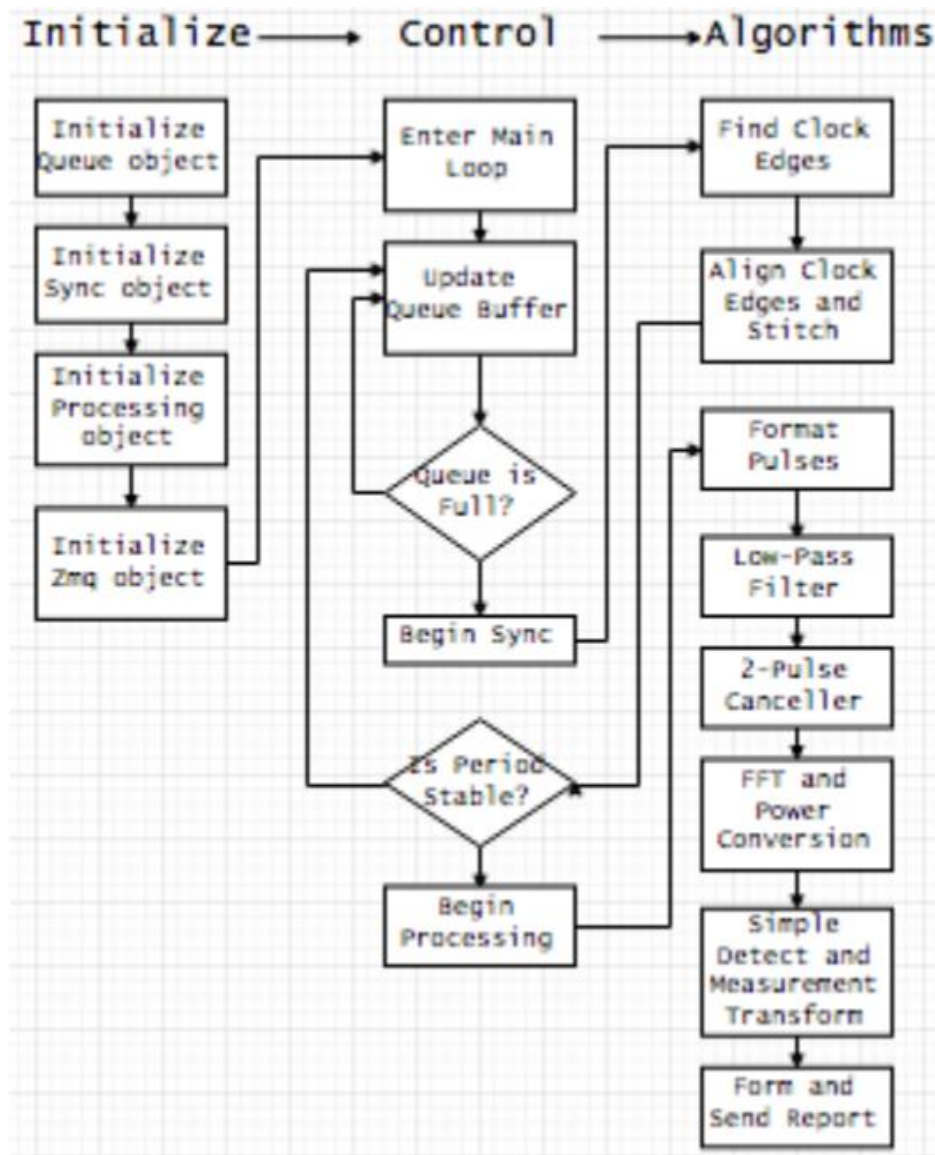 Initialize
Control
Algorithms
Initialize
Queue object
Initialize
Sync object
Initialize
Processing
object
Initialize
Zmq object
Enter Main
Loop
Update
Queue Buffer
Queue is
Full?
Begin Sync
Is Period
Stable?
Begin
Processing
Find Clock
Edges
Align Clock
Edges and
Stitch
Format
Pulses
Low-Pass
Filter
2-Pulse
Canceller
FFT and
Power
Conversion
Simple
Detect and
Measurement
Transform
Form and
Send Report